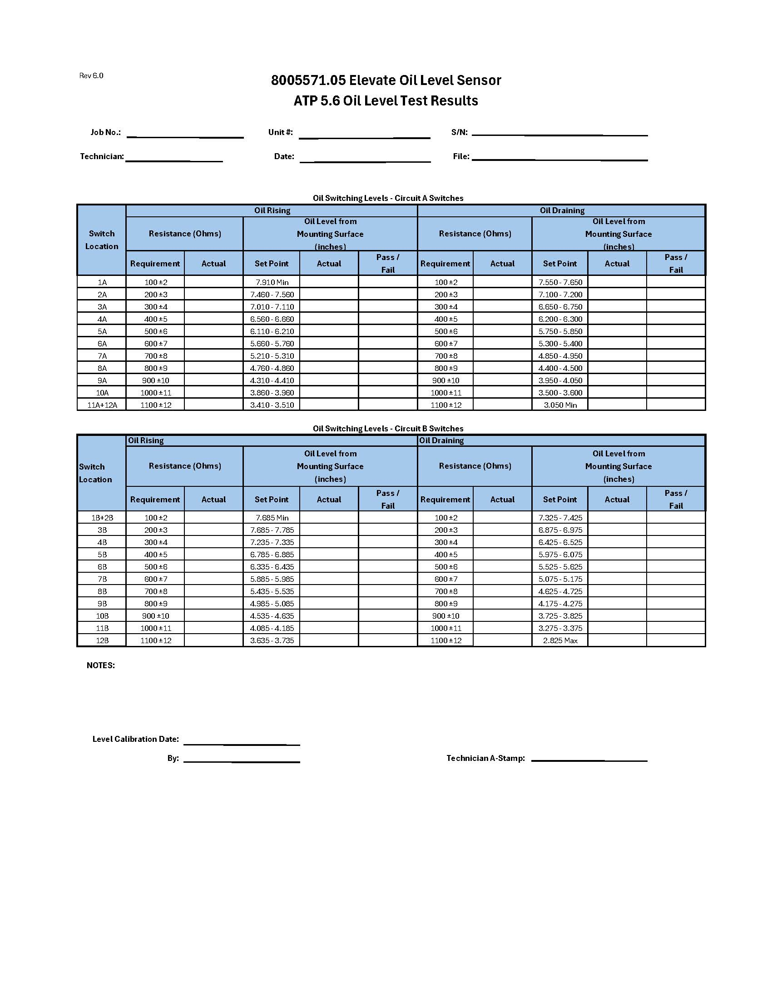 Rev 6.0
8005571.05 Elevate Oil Level Sensor
ATP 5.6 Oil Level Test Results
Job No.: Unit #: S/N:
Technician: Date: File:
Oil Switching Levels - Circuit A Switches
Switch Location
Oil Rising Oil Draining
Resistance (Ohms) Oil Level from Mounting Surface (inches) Resistance (Ohms) Oil Level from Mounting Surface (inches)
Requirement Actual Set Point Actual Pass / Fail Requirement Actual Set Point Actual Pass / Fail
1A 100 ±2 7.910 Min 100 ±2 7.550 - 7.650
2A 200 ±3 7.460 - 7.560 200 ±3 7.100 - 7.200
3A 300 ±4 7.010 - 7.110 300 ±4 6.650 - 6.750
4A 400 ±5 6.560 - 6.660 400 ±5 6.200 - 6.300
5A 500 ±6 6.110 - 6.210 500 ±6 5.750 - 5.850
6A 600 ±7 5.660 - 5.760 600 ±7 5.300 - 5.400
7A 700 ±8 5.210 - 5.310 700 ±8 4.850 - 4.950
8A 800 ±9 4.760 - 4.860 800 ±9 4.400 - 4.500
9A 900 ±10 4.310 - 4.410 900 ±10 3.950 - 4.050
10A 1000 ±11 3.860 - 3.960 1000 ±11 3.500 - 3.600
11A+12A 1100 ±12 3.410 - 3.510 1100 ±12 3.050 Min
Oil Switching Levels - Circuit B Switches
Switch Location
Oil Rising Oil Draining
Resistance (Ohms) Oil Level from Mounting Surface (inches) Resistance (Ohms) Oil Level from Mounting Surface (inches)
Requirement Actual Set Point Actual Pass / Fail Requirement Actual Set Point Actual Pass / Fail
1B+2B 100 ±2 7.685 Min 100 ±2 7.325 - 7.425
3B 200 ±3 7.685 - 7.785 200 ±3 6.875 - 6.975
4B 300 ±4 7.235 - 7.335 300 ±4 6.425 - 6.525
5B 400 ±5 6.785 - 6.885 400 ±5 5.975 - 6.075
6B 500 ±6 6.335 - 6.435 500 ±6 5.525 - 5.625
7B 600 ±7 5.885 - 5.985 600 ±7 5.075 - 5.175
8B 700 ±8 5.435 - 5.535 700 ±8 4.625 - 4.725
9B 800 ±9 4.985 - 5.085 800 ±9 4.175 - 4.275
10B 900 ±10 4.535 - 4.635 900 ±10 3.725 - 3.825
11B 1000 ±11 4.085 - 4.185 1000 ±11 3.275 - 3.375
12B 1100 ±12 3.635 - 3.735 1100 ±12 2.825 Max
NOTES:
Level Calibration Date:
By: Technician A-Stamp: